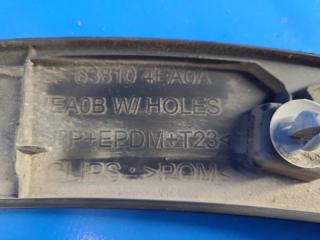 63810 4EA0A
EA0B W/ HOLES
PP+EPDM+T23<
CLIPS : >POM<